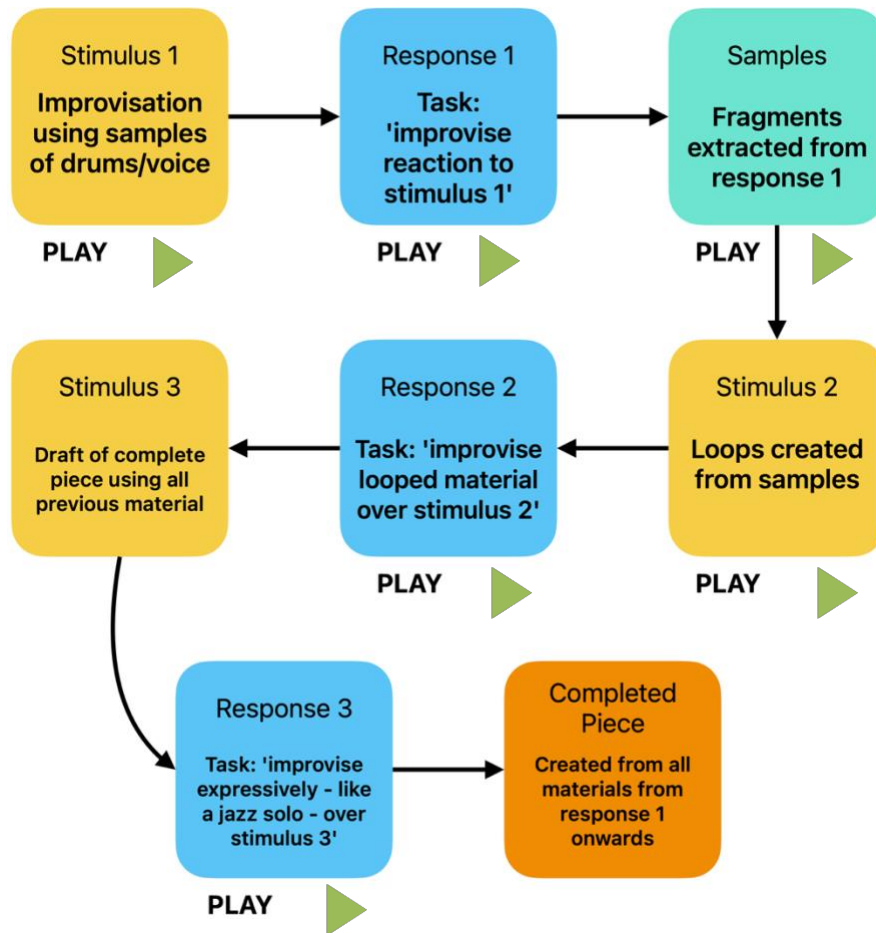 Stimulus 1
Improvisation
using samples
of drums/voice
PLAY
Response 1
Task:
'improvise
reaction to
stimulus 1'
PLAY
Samples
Fragments
extracted from
response 1
PLAY
Stimulus 2
Loops created
from samples
PLAY
Response 2
Task: 'improvise
looped material
over stimulus 2'
PLAY
Stimulus 3
Draft of complete
piece using all
previous material
Response 3
Task: 'improvise
expressively - like
a jazz solo - over
stimulus 3'
PLAY
Completed
Piece
Created from all
materials from
response 1
onwards